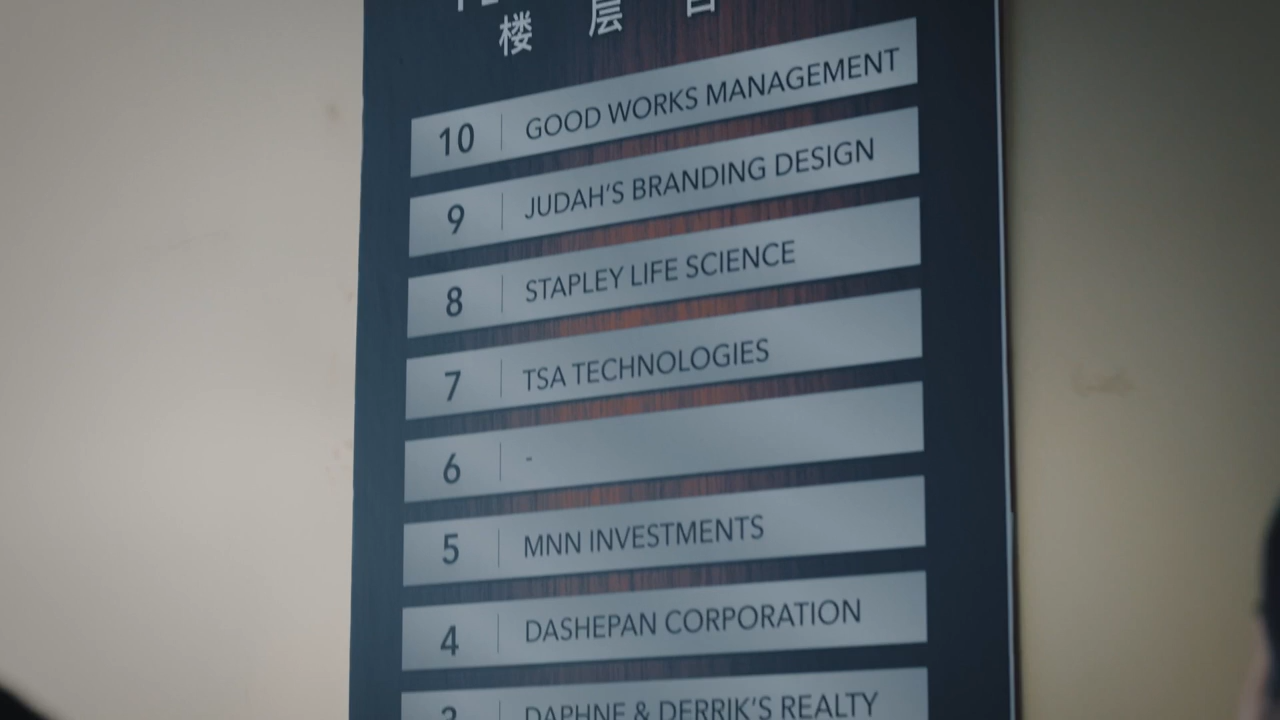 楼 层
10 GOOD WORKS MANAGEMENT
9 JUDAH'S BRANDING DESIGN
8 STAPLEY LIFE SCIENCE
7 TSA TECHNOLOGIES
6 -
5 MNN INVESTMENTS
4 DASHEPAN CORPORATION
DAPHNE & DERRIK'S REALTY